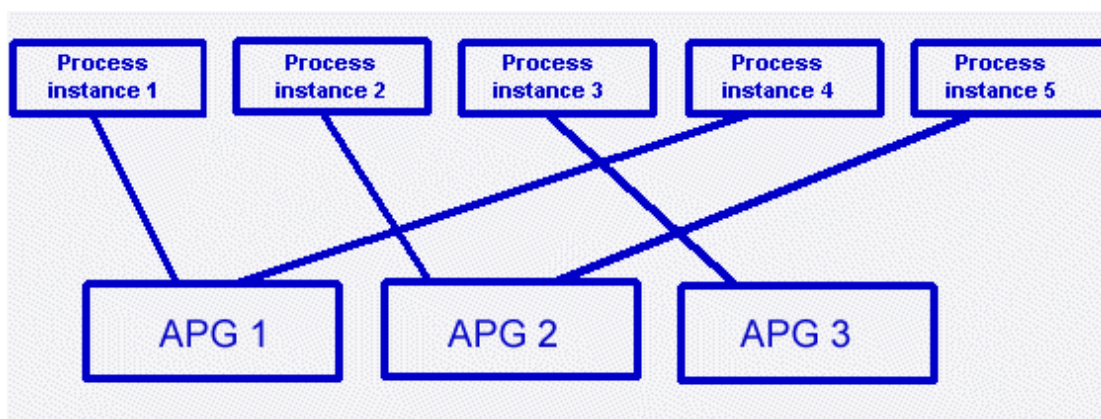 Process
instance 1
Process
instance 2
Process
instance 3
Process
instance 4
Process
instance 5
APG 1
APG 2
APG 3